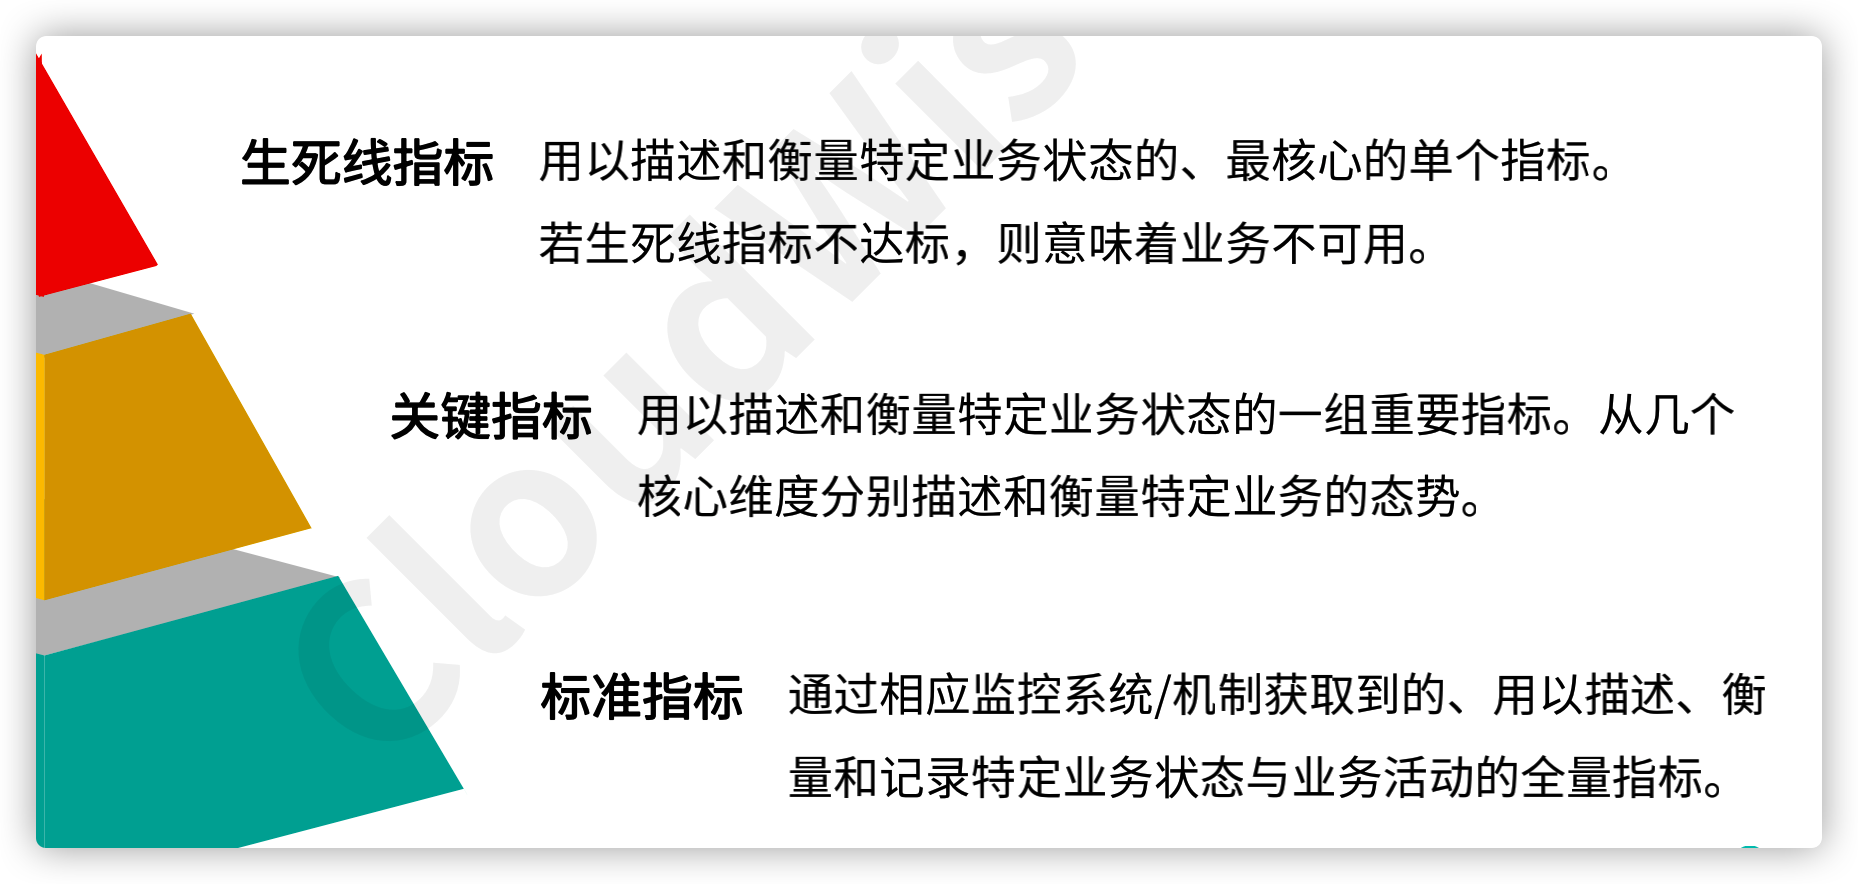 生死线指标 用以描述和衡量特定业务状态的、最核心的单个指标。
若生死线指标不达标，则意味着业务不可用。
关键指标 用以描述和衡量特定业务状态的一组重要指标。从几个
核心维度分别描述和衡量特定业务的态势。
标准指标 通过相应监控系统/机制获取到的、用以描述、衡
量和记录特定业务状态与业务活动的全量指标。
CloudWis